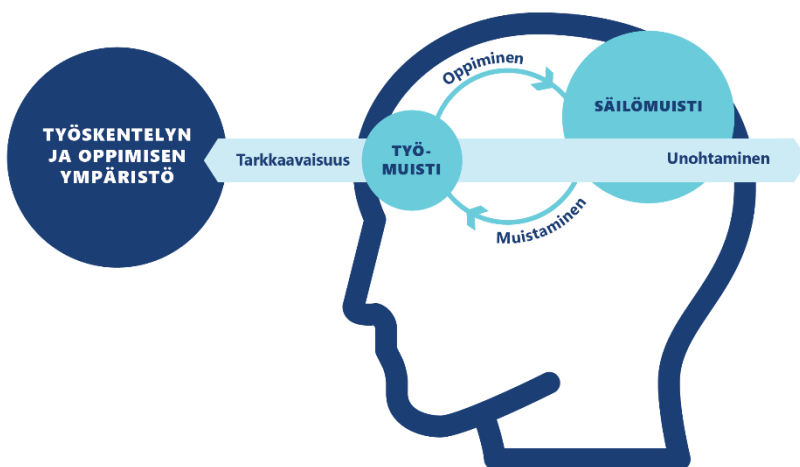 TYÖSKENTELYN
JA OPPIMISEN
YMPÄRISTÖ
Tarkkaavaisuus
TYÖ-
MUISTI
Oppiminen
Muistaminen
SÄILÖMUISTI
Unohtaminen